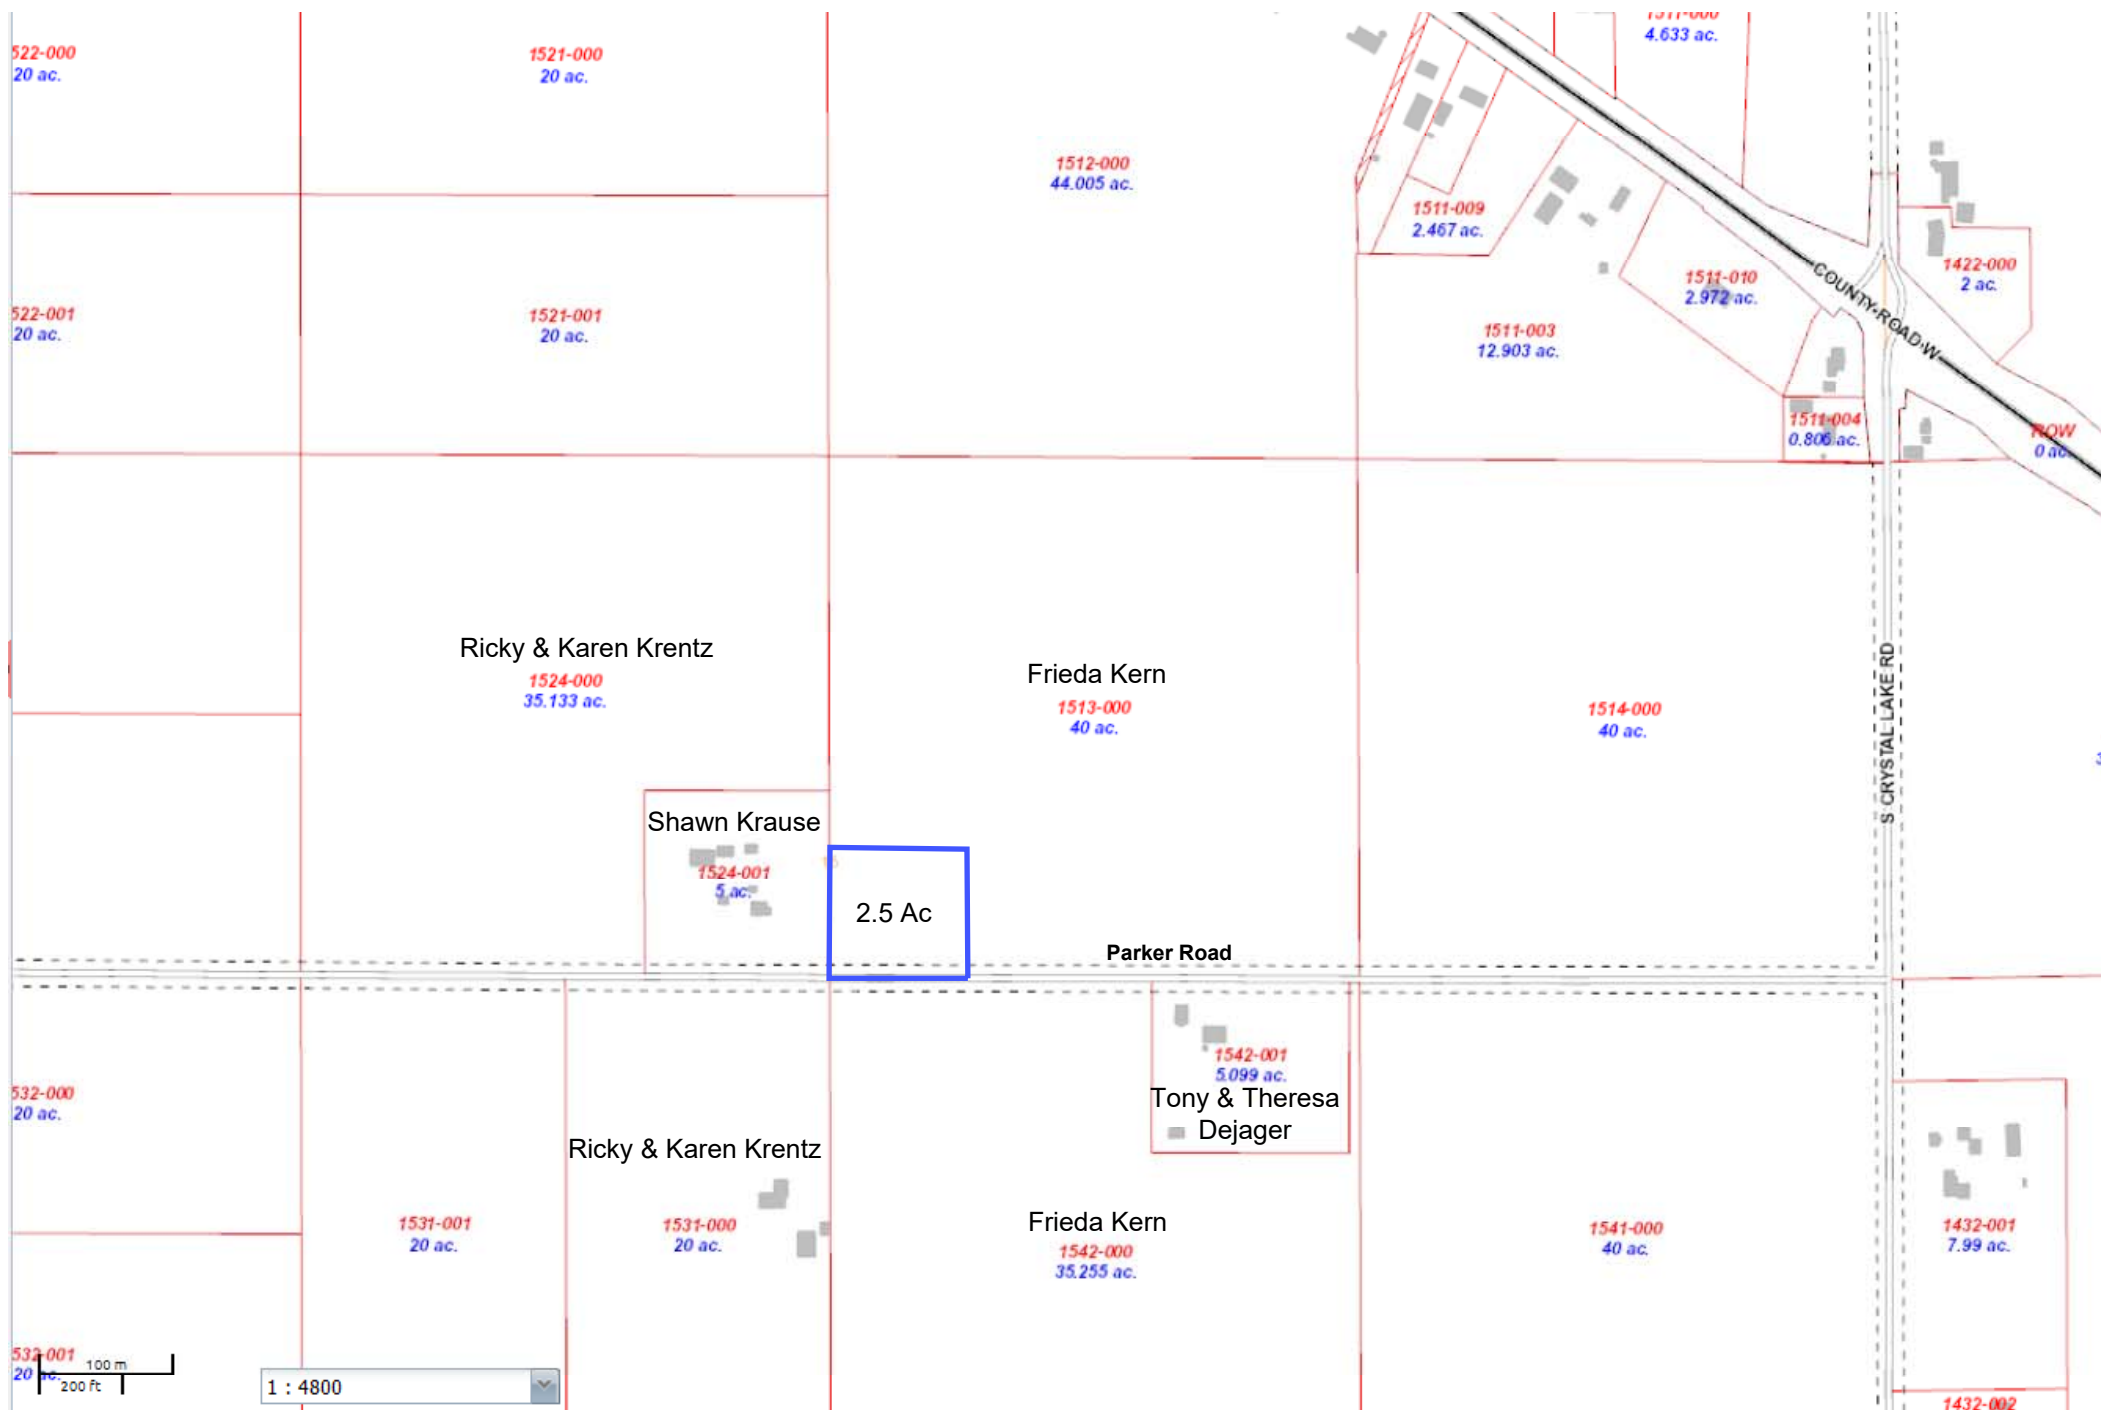 522-000
20 ac.
1521-000
20 ac.
1512-000
44.005 ac.
1511-000
4.633 ac.
1511-009
2.467 ac.
1511-010
2.972 ac.
1422-000
2 ac.
COUNTY ROAD W
522-001
20 ac.
1521-001
20 ac.
1511-003
12.903 ac.
1511-004
0.806 ac.
ROW
0 ac.
Ricky & Karen Krentz
1524-000
35.133 ac.
Frieda Kern
1513-000
40 ac.
1514-000
40 ac.
S CRYSTAL LAKE RD
Shawn Krause
1524-001
5 ac.
15
2.5 Ac
Parker Road
532-000
20 ac.
1542-001
5.099 ac.
Tony & Theresa
Dejager
Ricky & Karen Krentz
1531-001
20 ac.
1531-000
20 ac.
Frieda Kern
1542-000
35.255 ac.
1541-000
40 ac.
1432-001
7.99 ac.
532-001
20 ac.
100 m
200 ft
1 : 4800
1432-002